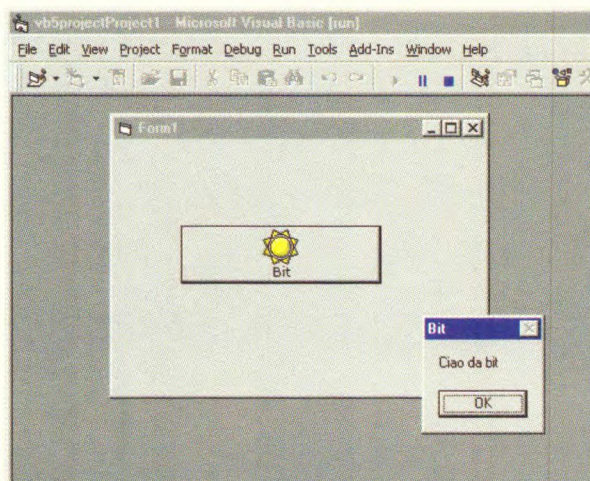 vb5projectProject1 - Microsoft Visual Basic [run]
File Edit View Project Format Debug Run Tools Add-Ins Window Help
Form1
Bit
Bit
Ciao da bit
OK